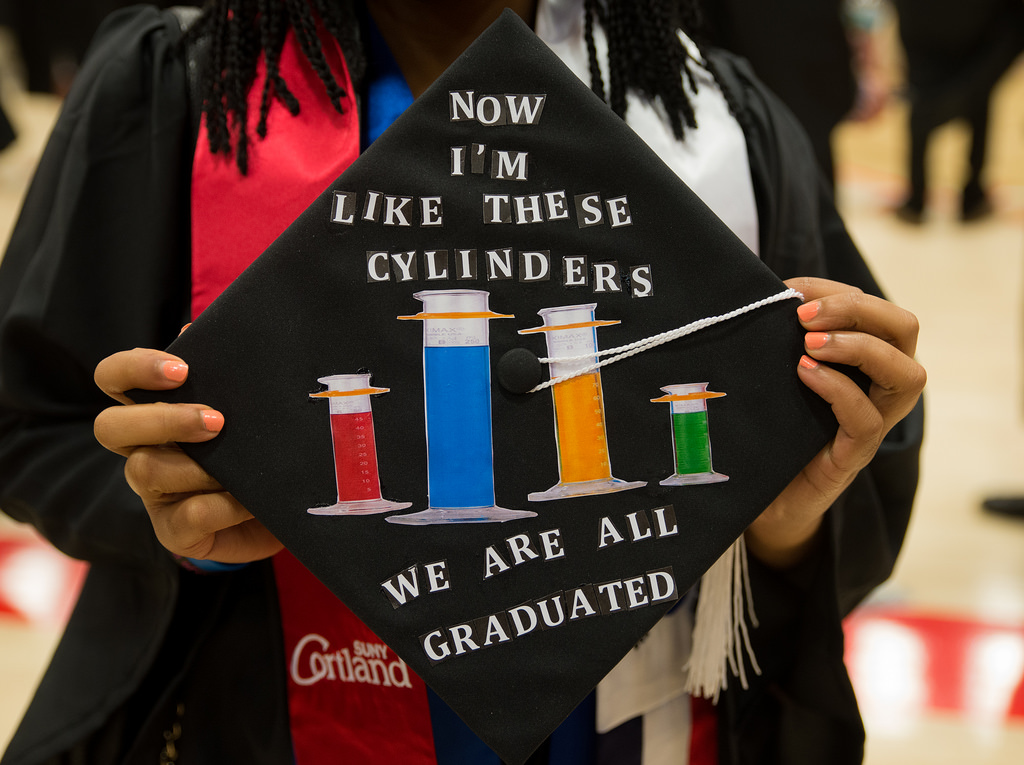 NOW
I'M
LIKE THESE
CYLINDERS
WE ARE ALL
GRADUATED
SUNY
Cortland